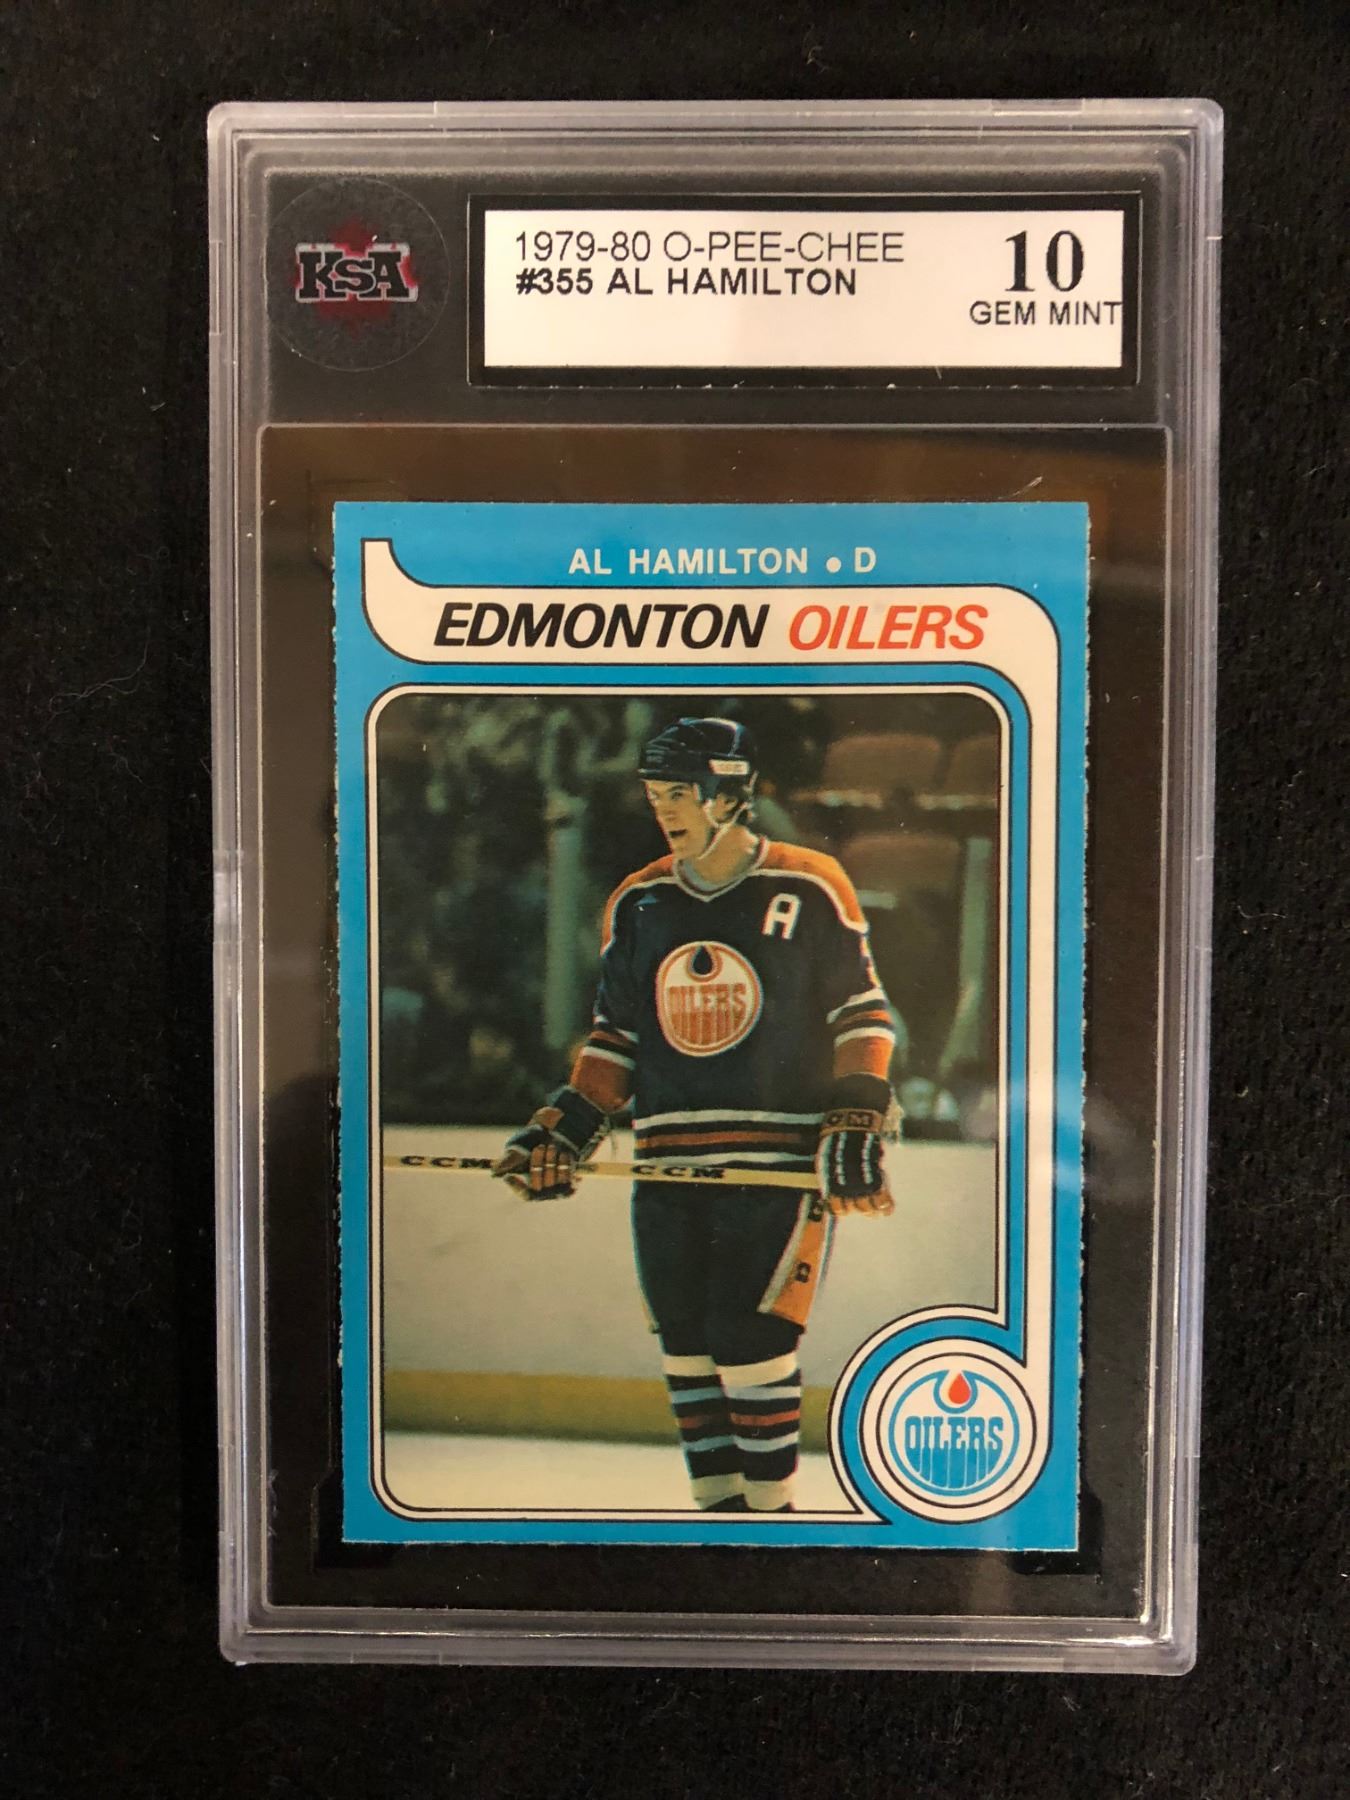 KSA
1979-80 O-PEE-CHEE
#355 AL HAMILTON
10
GEM MINT
AL HAMILTON • D
EDMONTON OILERS
A
OILERS
CCM
CCM CCM
OILERS